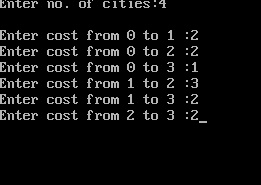 Enter no. of cities:4
Enter cost from 0 to 1 :2
Enter cost from 0 to 2 :2
Enter cost from 0 to 3 :1
Enter cost from 1 to 2 :3
Enter cost from 1 to 3 :2
Enter cost from 2 to 3 :2_